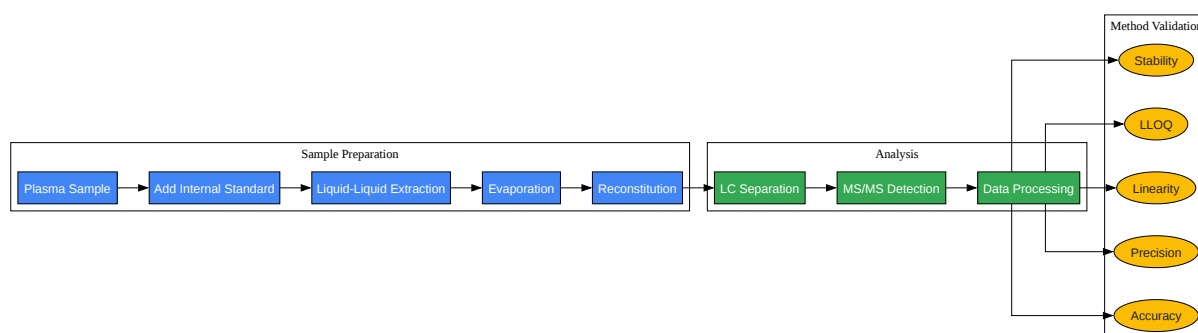 Method Validation
Stability
LLOQ
Sample Preparation
Analysis
Plasma Sample
Add Internal Standard
Liquid-Liquid Extraction
Evaporation
Reconstitution
LC Separation
MS/MS Detection
Data Processing
Linearity
Precision
Accuracy